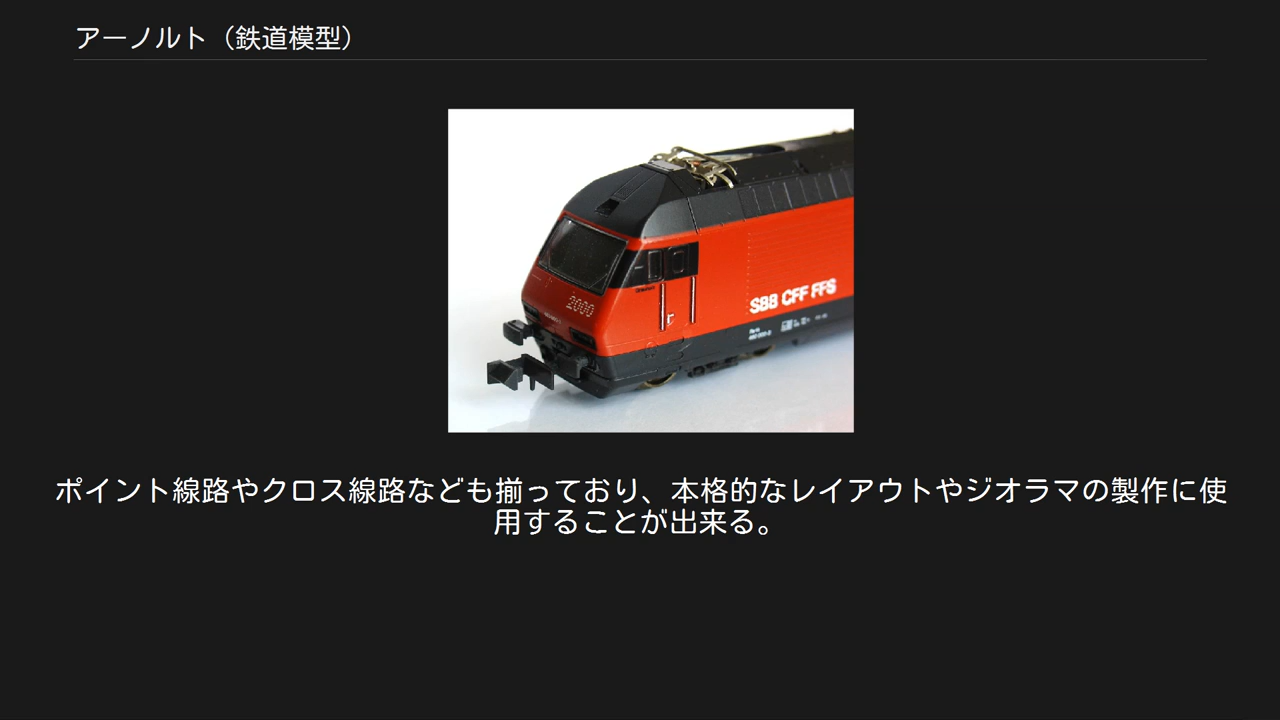 アーノルト（鉄道模型）
2000
SBB CFF FFS
ポイント線路やクロス線路なども揃っており、本格的なレイアウトやジオラマの製作に使
用することが出来る。